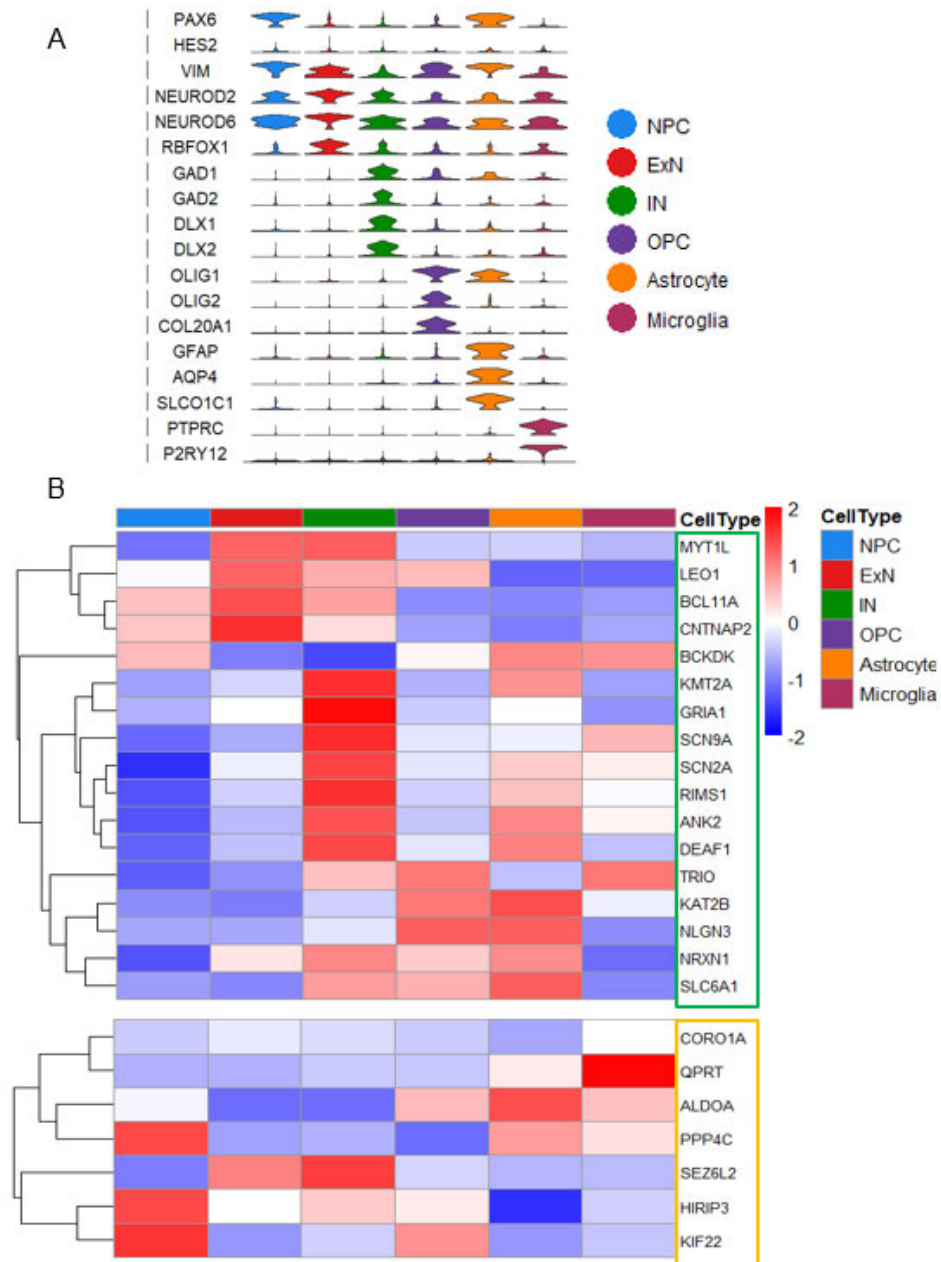 A
PAX6
HES2
VIM
NEUROD2
NEUROD6
RBFOX1
GAD1
GAD2
DLX1
DLX2
OLIG1
OLIG2
COL20A1
GFAP
AQP4
SLCO1C1
PTPRC
P2RY12
NPC
ExN
IN
OPC
Astrocyte
Microglia
B
CellType
MYT1L
LEO1
BCL11A
CNTNAP2
BCKDK
KMT2A
GRIA1
SCN9A
SCN2A
RIMS1
ANK2
DEAF1
TRIO
KAT2B
NLGN3
NRXN1
SLC6A1
CORO1A
QPRT
ALDOA
PPP4C
SEZ6L2
HIRIP3
KIF22
2
1
0
-1
-2
CellType
NPC
ExN
IN
OPC
Astrocyte
Microglia